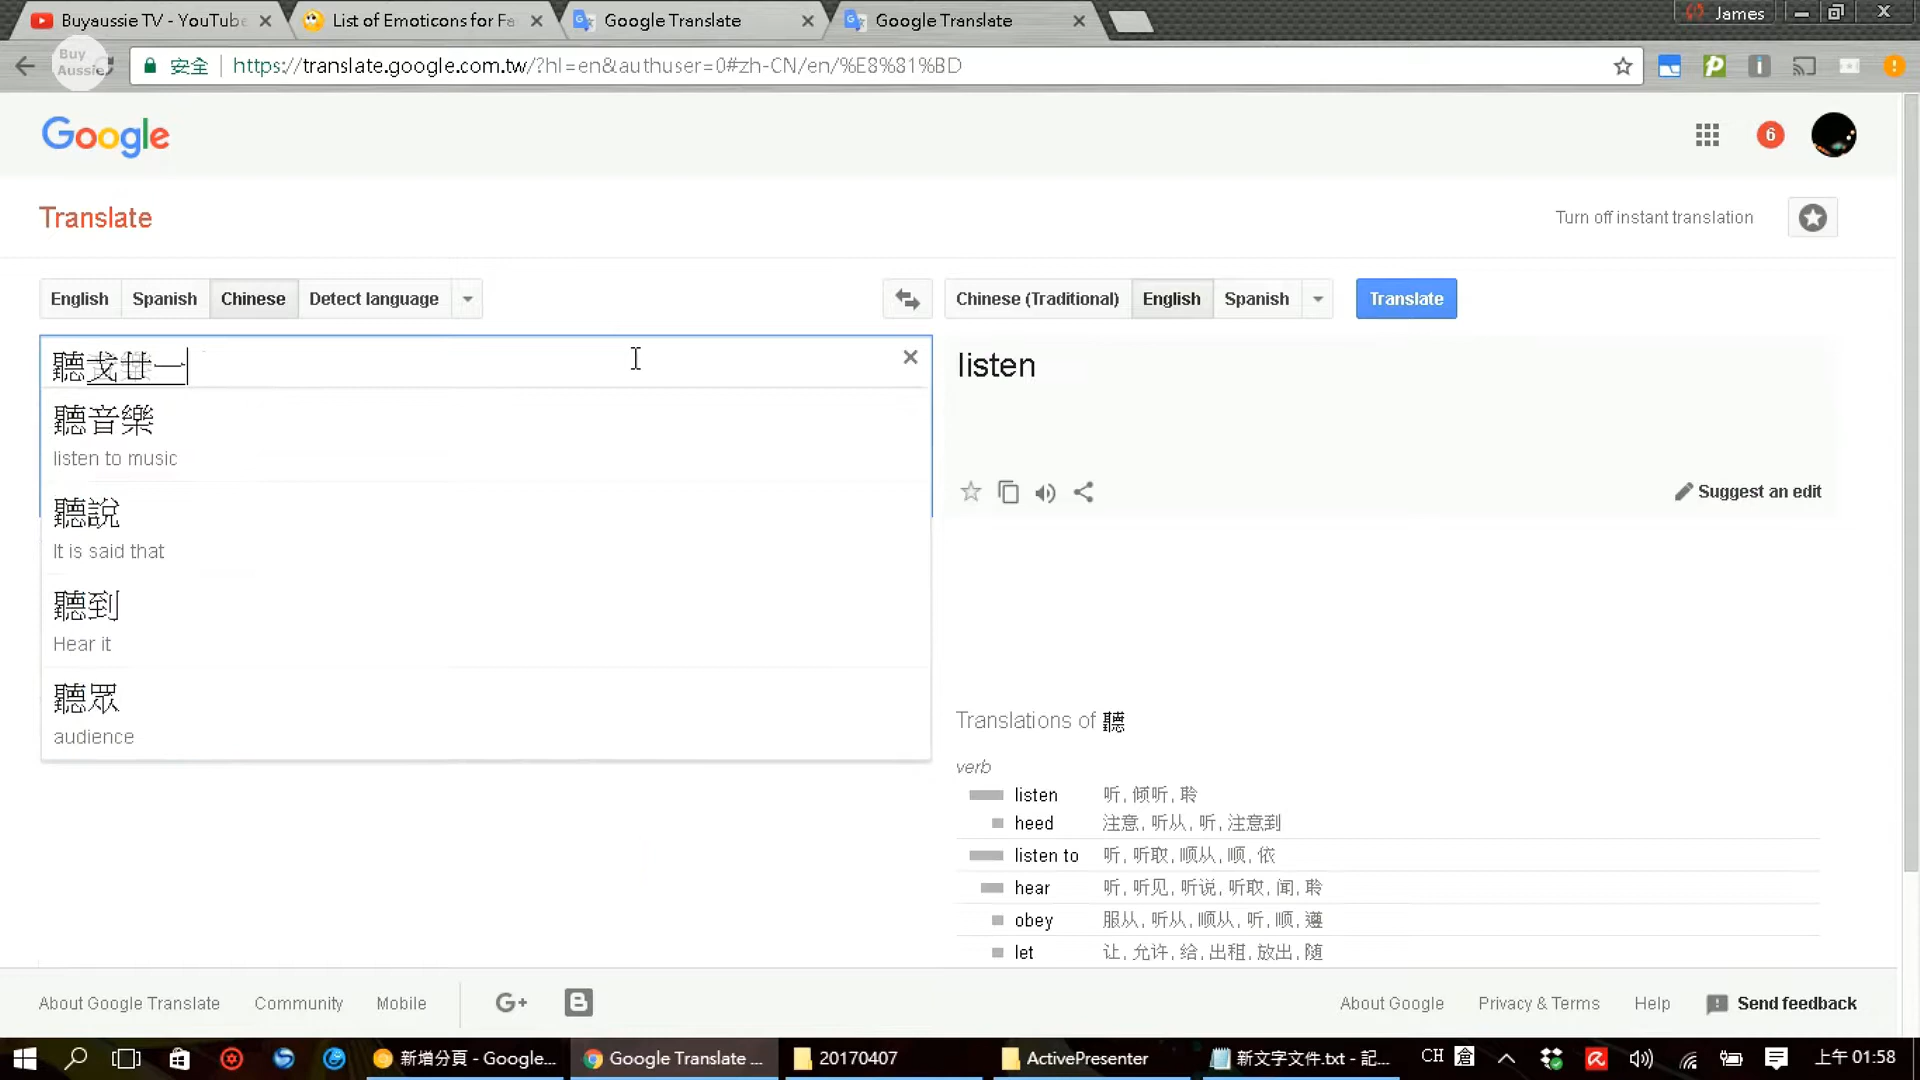 Buyaussie TV - YouTube
List of Emoticons for Fa
Google Translate
Google Translate
James
Buy
Aussie
安全
https://translate.google.com.tw/?hl=en&authuser=0#zh-CN/en/%E8%81%BD
Google
6
Translate
Turn off instant translation
English
Spanish
Chinese
Detect language
Chinese (Traditional)
English
Spanish
Translate
聽戈廿一
listen
聽音樂
listen to music
聽說
It is said that
聽到
Hear it
聽眾
audience
Suggest an edit
Translations of 聽
verb
listen 听, 倾听, 聆
heed 注意, 听从, 听, 注意到
listen to 听, 听取, 顺从, 顺, 依
hear 听, 听见, 听说, 听取, 闻, 聆
obey 服从, 听从, 顺从, 听, 顺, 遵
let 让, 允许, 给, 出租, 放出, 随
About Google Translate
Community
Mobile
G+
B
About Google
Privacy & Terms
Help
Send feedback
新增分頁 - Google...
Google Translate ...
20170407
ActivePresenter
新文字文件.txt - 記...
CH 倉
上午 01:58